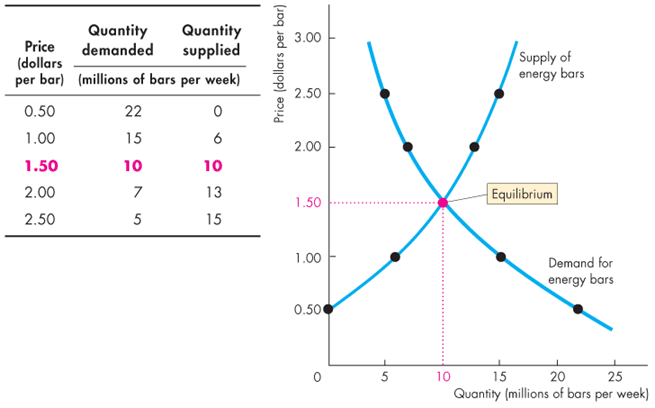 Price
(dollars
per bar)
Quantity
demanded
Quantity
supplied
(millions of bars per week)
0.50 22 0
1.00 15 6
1.50 10 10
2.00 7 13
2.50 5 15
Price (dollars per bar)
3.00
2.50
2.00
1.50
1.00
0.50
0
5
10
15
20
25
Supply of
energy bars
Equilibrium
Demand for
energy bars
Quantity (millions of bars per week)